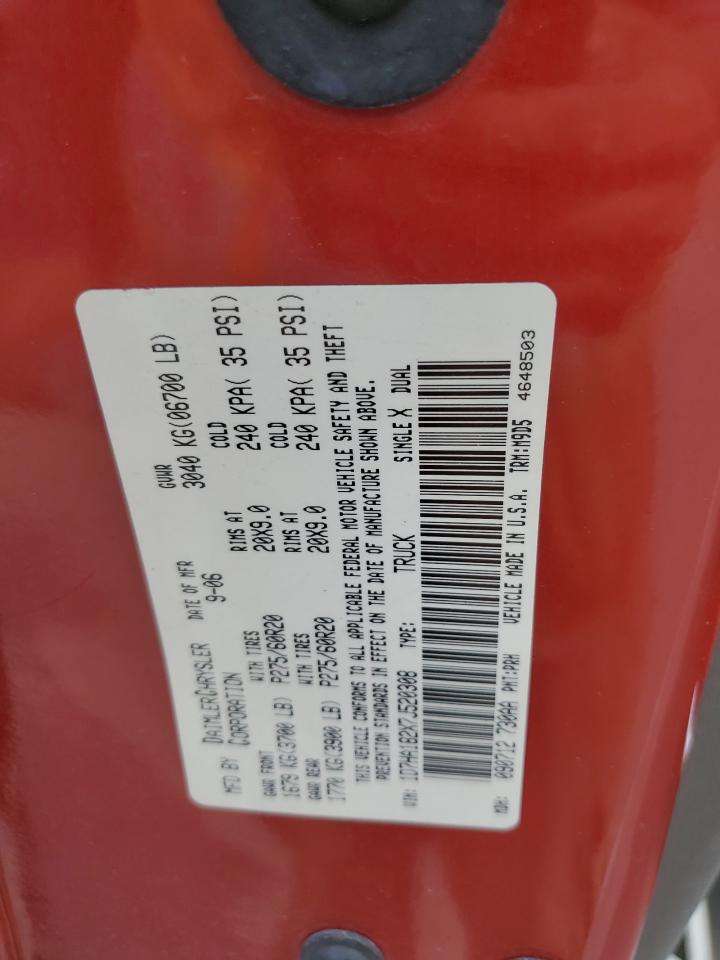 MFD BY DAIMLERCHRYSLER CORPORATION
DATE OF MFR 9-06
GVWR 3040 KG(06700 LB)
GAWR FRONT WITH TIRES RIMS AT COLD
1679 KG(3700 LB) P275/60R20 20X9.0 240 KPA( 35 PSI)
GAWR REAR WITH TIRES RIMS AT COLD
1770 KG(3900 LB) P275/60R20 20X9.0 240 KPA( 35 PSI)
THIS VEHICLE CONFORMS TO ALL APPLICABLE FEDERAL MOTOR VEHICLE SAFETY AND THEFT
PREVENTION STANDARDS IN EFFECT ON THE DATE OF MANUFACTURE SHOWN ABOVE.
VIN: 1D7HA1B2X7J520308 TYPE: TRUCK SINGLE X DUAL
MDH: 090712 730AA PNT:PRH VEHICLE MADE IN U.S.A. TRM:M9D5
4648503